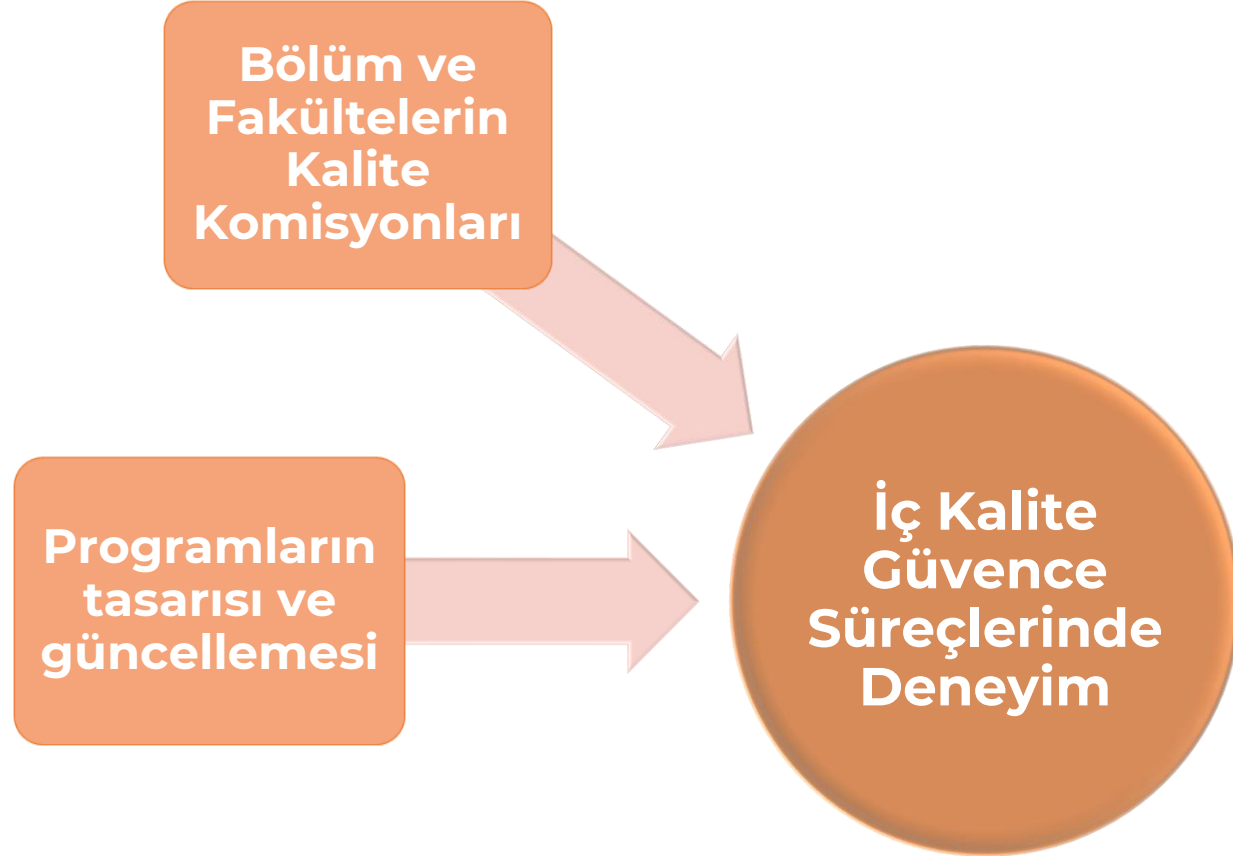 Bölüm ve
Fakültelerin
Kalite
Komisyonları
Programların
tasarısı ve
güncellemesi
İç Kalite
Güvence
Süreçlerinde
Deneyim